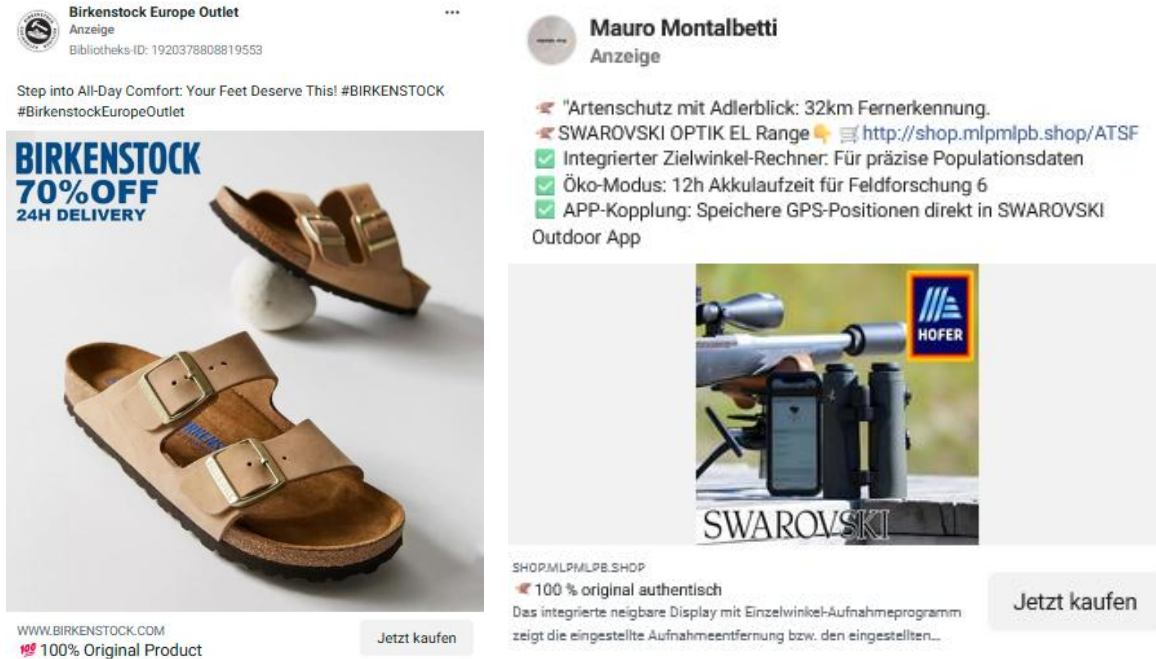 Birkenstock Europe Outlet
Anzeige
Bibliotheks-ID: 1920378808819553
Step into All-Day Comfort: Your Feet Deserve This! #BIRKENSTOCK
#BirkenstockEuropeOutlet
BIRKENSTOCK
70%OFF
24H DELIVERY
WWW.BIRKENSTOCK.COM
💯 100% Original Product
Jetzt kaufen
Mauro Montalbetti
Anzeige
🦅 "Artenschutz mit Adlerblick: 32km Fernerkennung.
🦅 SWAROVSKI OPTIK EL Range👇 🛒http://shop.mlpmlpb.shop/ATSF
✅ Integrierter Zielwinkel-Rechner: Für präzise Populationsdaten
✅ Öko-Modus: 12h Akkulaufzeit für Feldforschung 6
✅ APP-Kopplung: Speichere GPS-Positionen direkt in SWAROVSKI
Outdoor App
HOFER
SWAROVSKI
SHOP.MLPMLPB.SHOP
🦅 100 % original authentisch
Das integrierte neigbare Display mit Einzelwinkel-Aufnahmeprogramm
zeigt die eingestellte Aufnahmeentfernung bzw. den eingestellten...
Jetzt kaufen